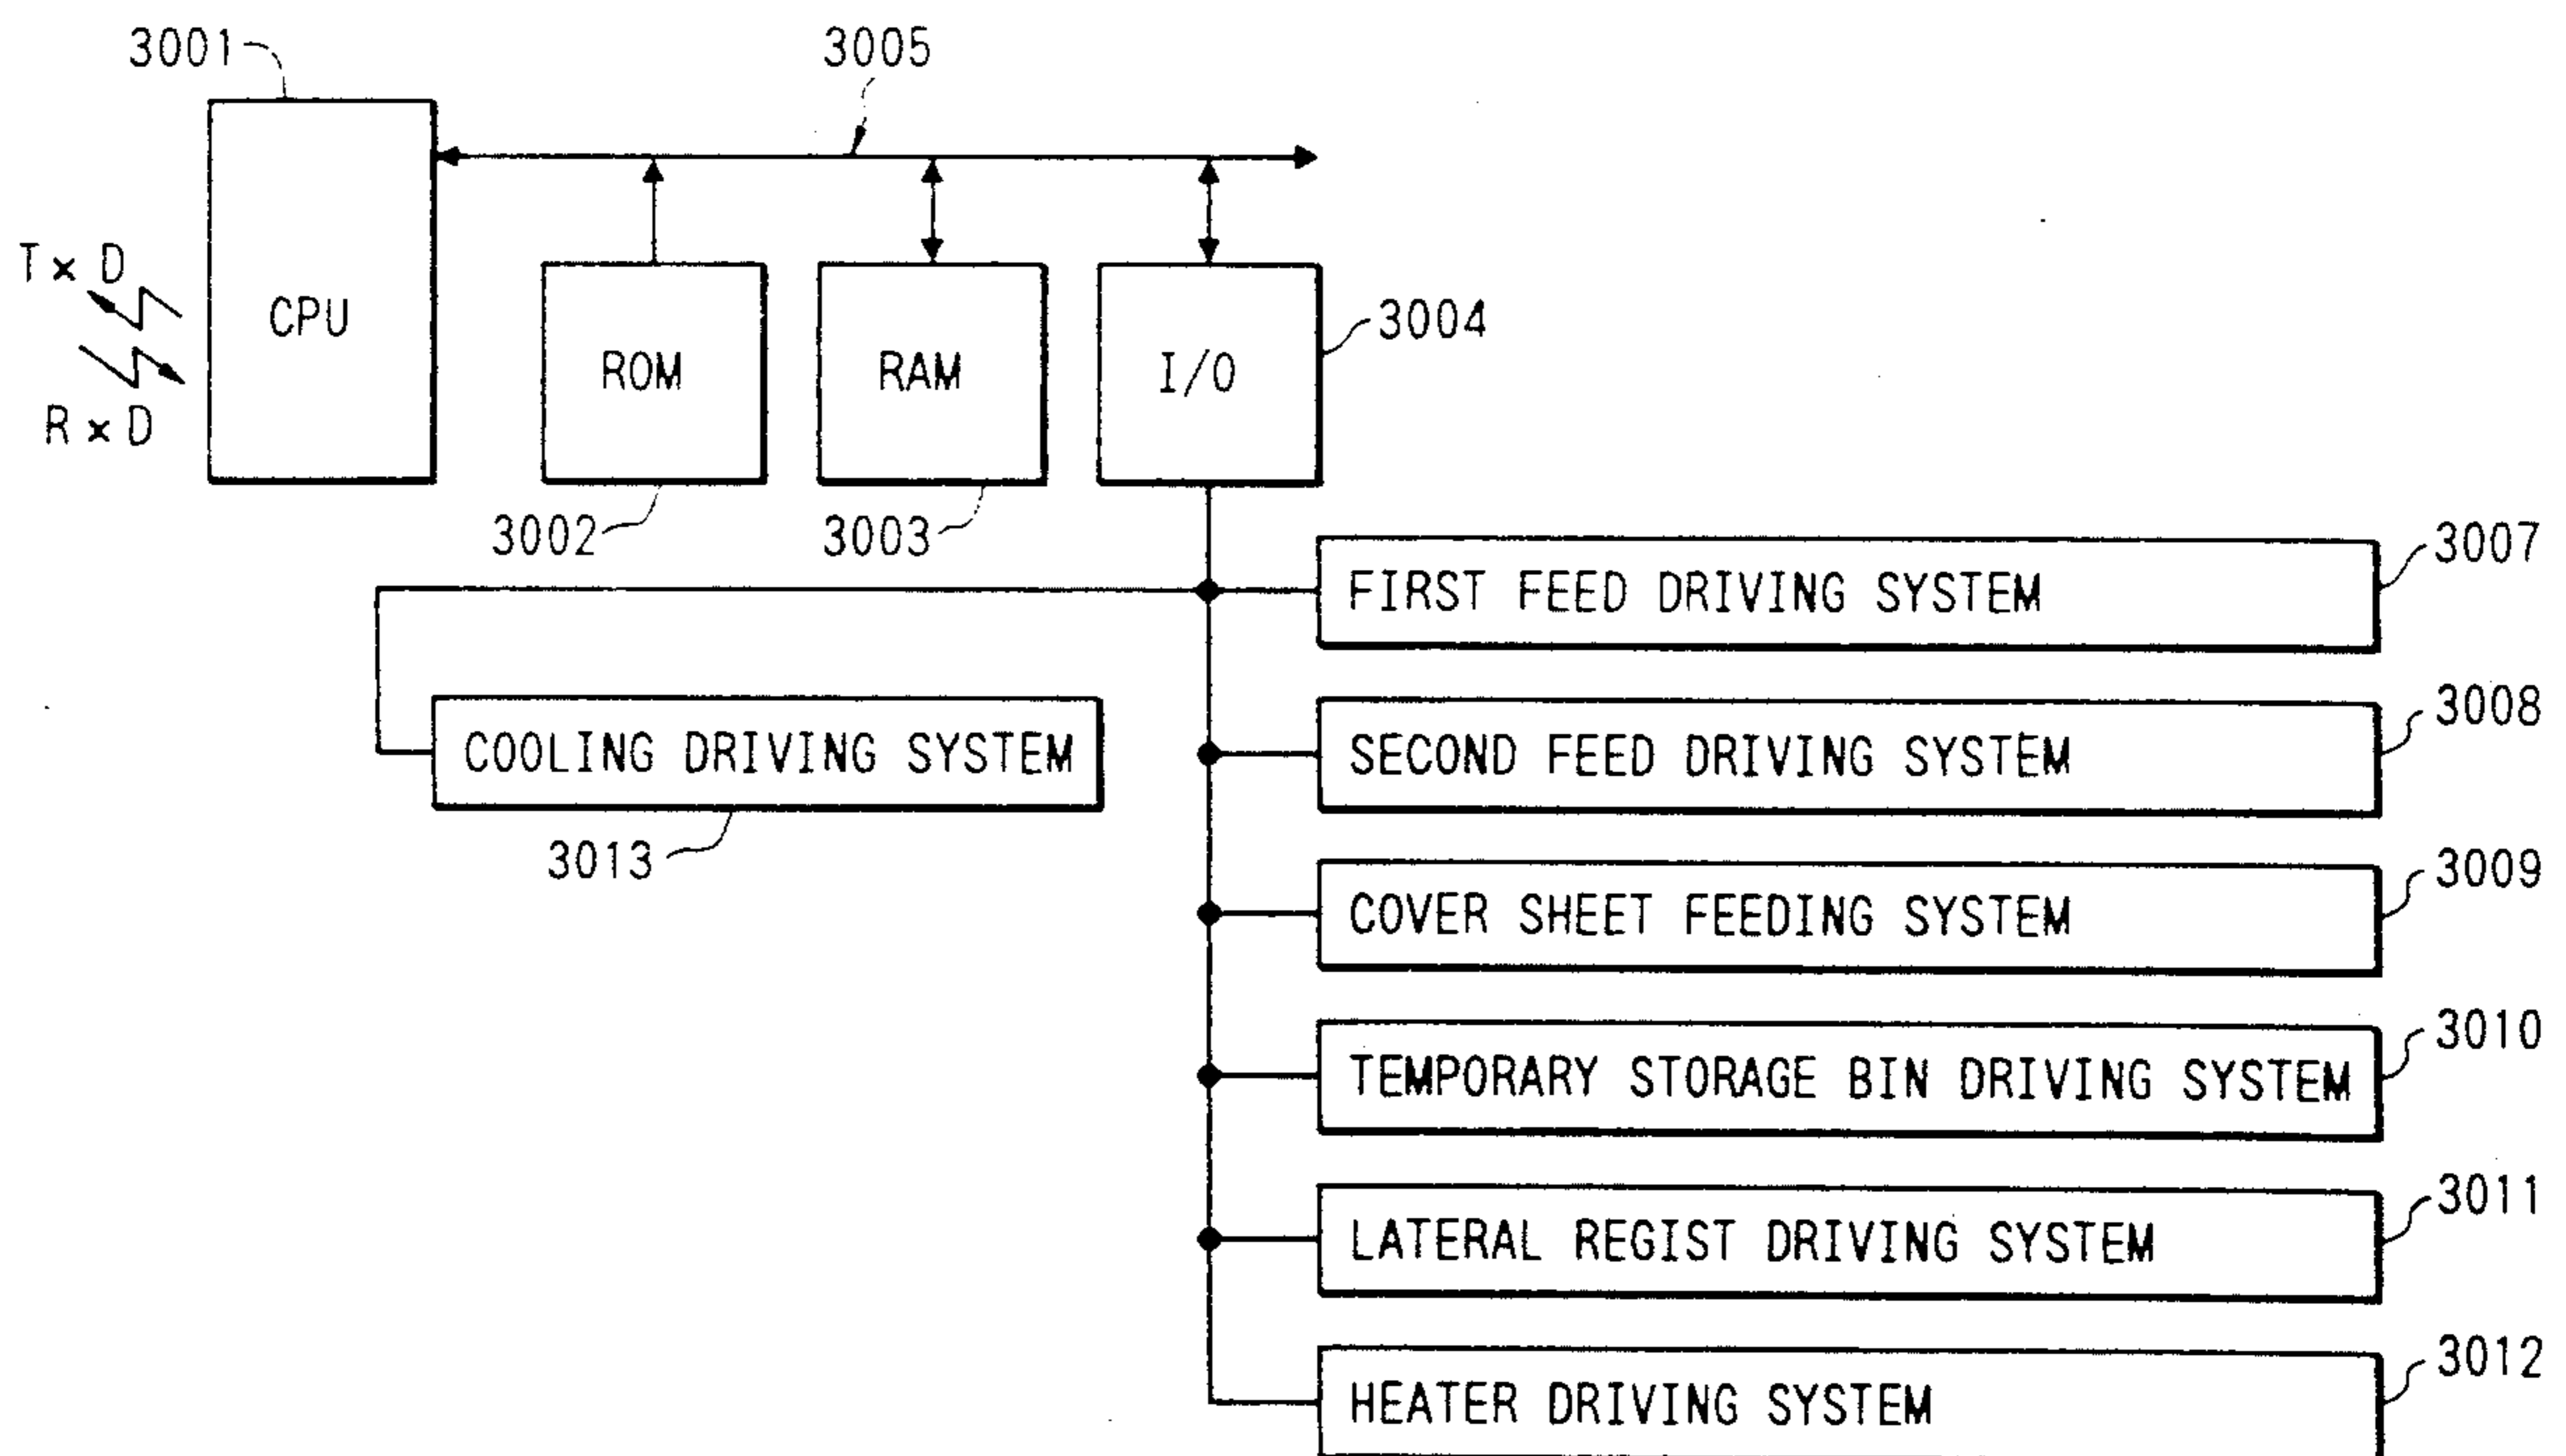 3001
3005
T×D
CPU
ROM
RAM
I/O
3004
R×D
3002
3003
FIRST FEED DRIVING SYSTEM
3007
COOLING DRIVING SYSTEM
3013
SECOND FEED DRIVING SYSTEM
3008
COVER SHEET FEEDING SYSTEM
3009
TEMPORARY STORAGE BIN DRIVING SYSTEM
3010
LATERAL REGIST DRIVING SYSTEM
3011
HEATER DRIVING SYSTEM
3012